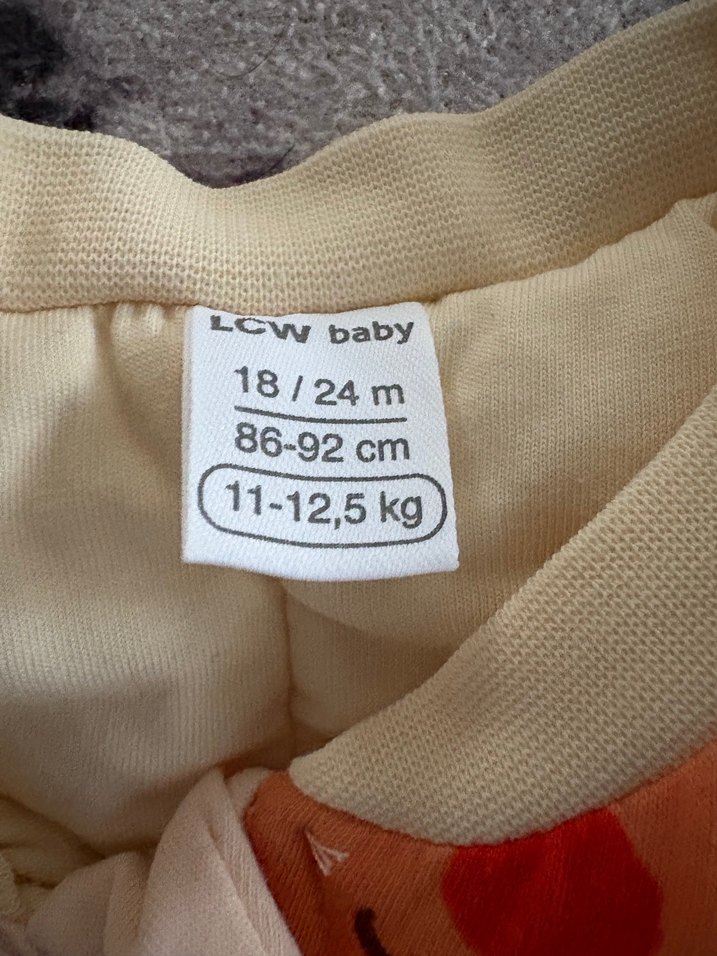 LCW baby
18 / 24 m
86-92 cm
11-12,5 kg